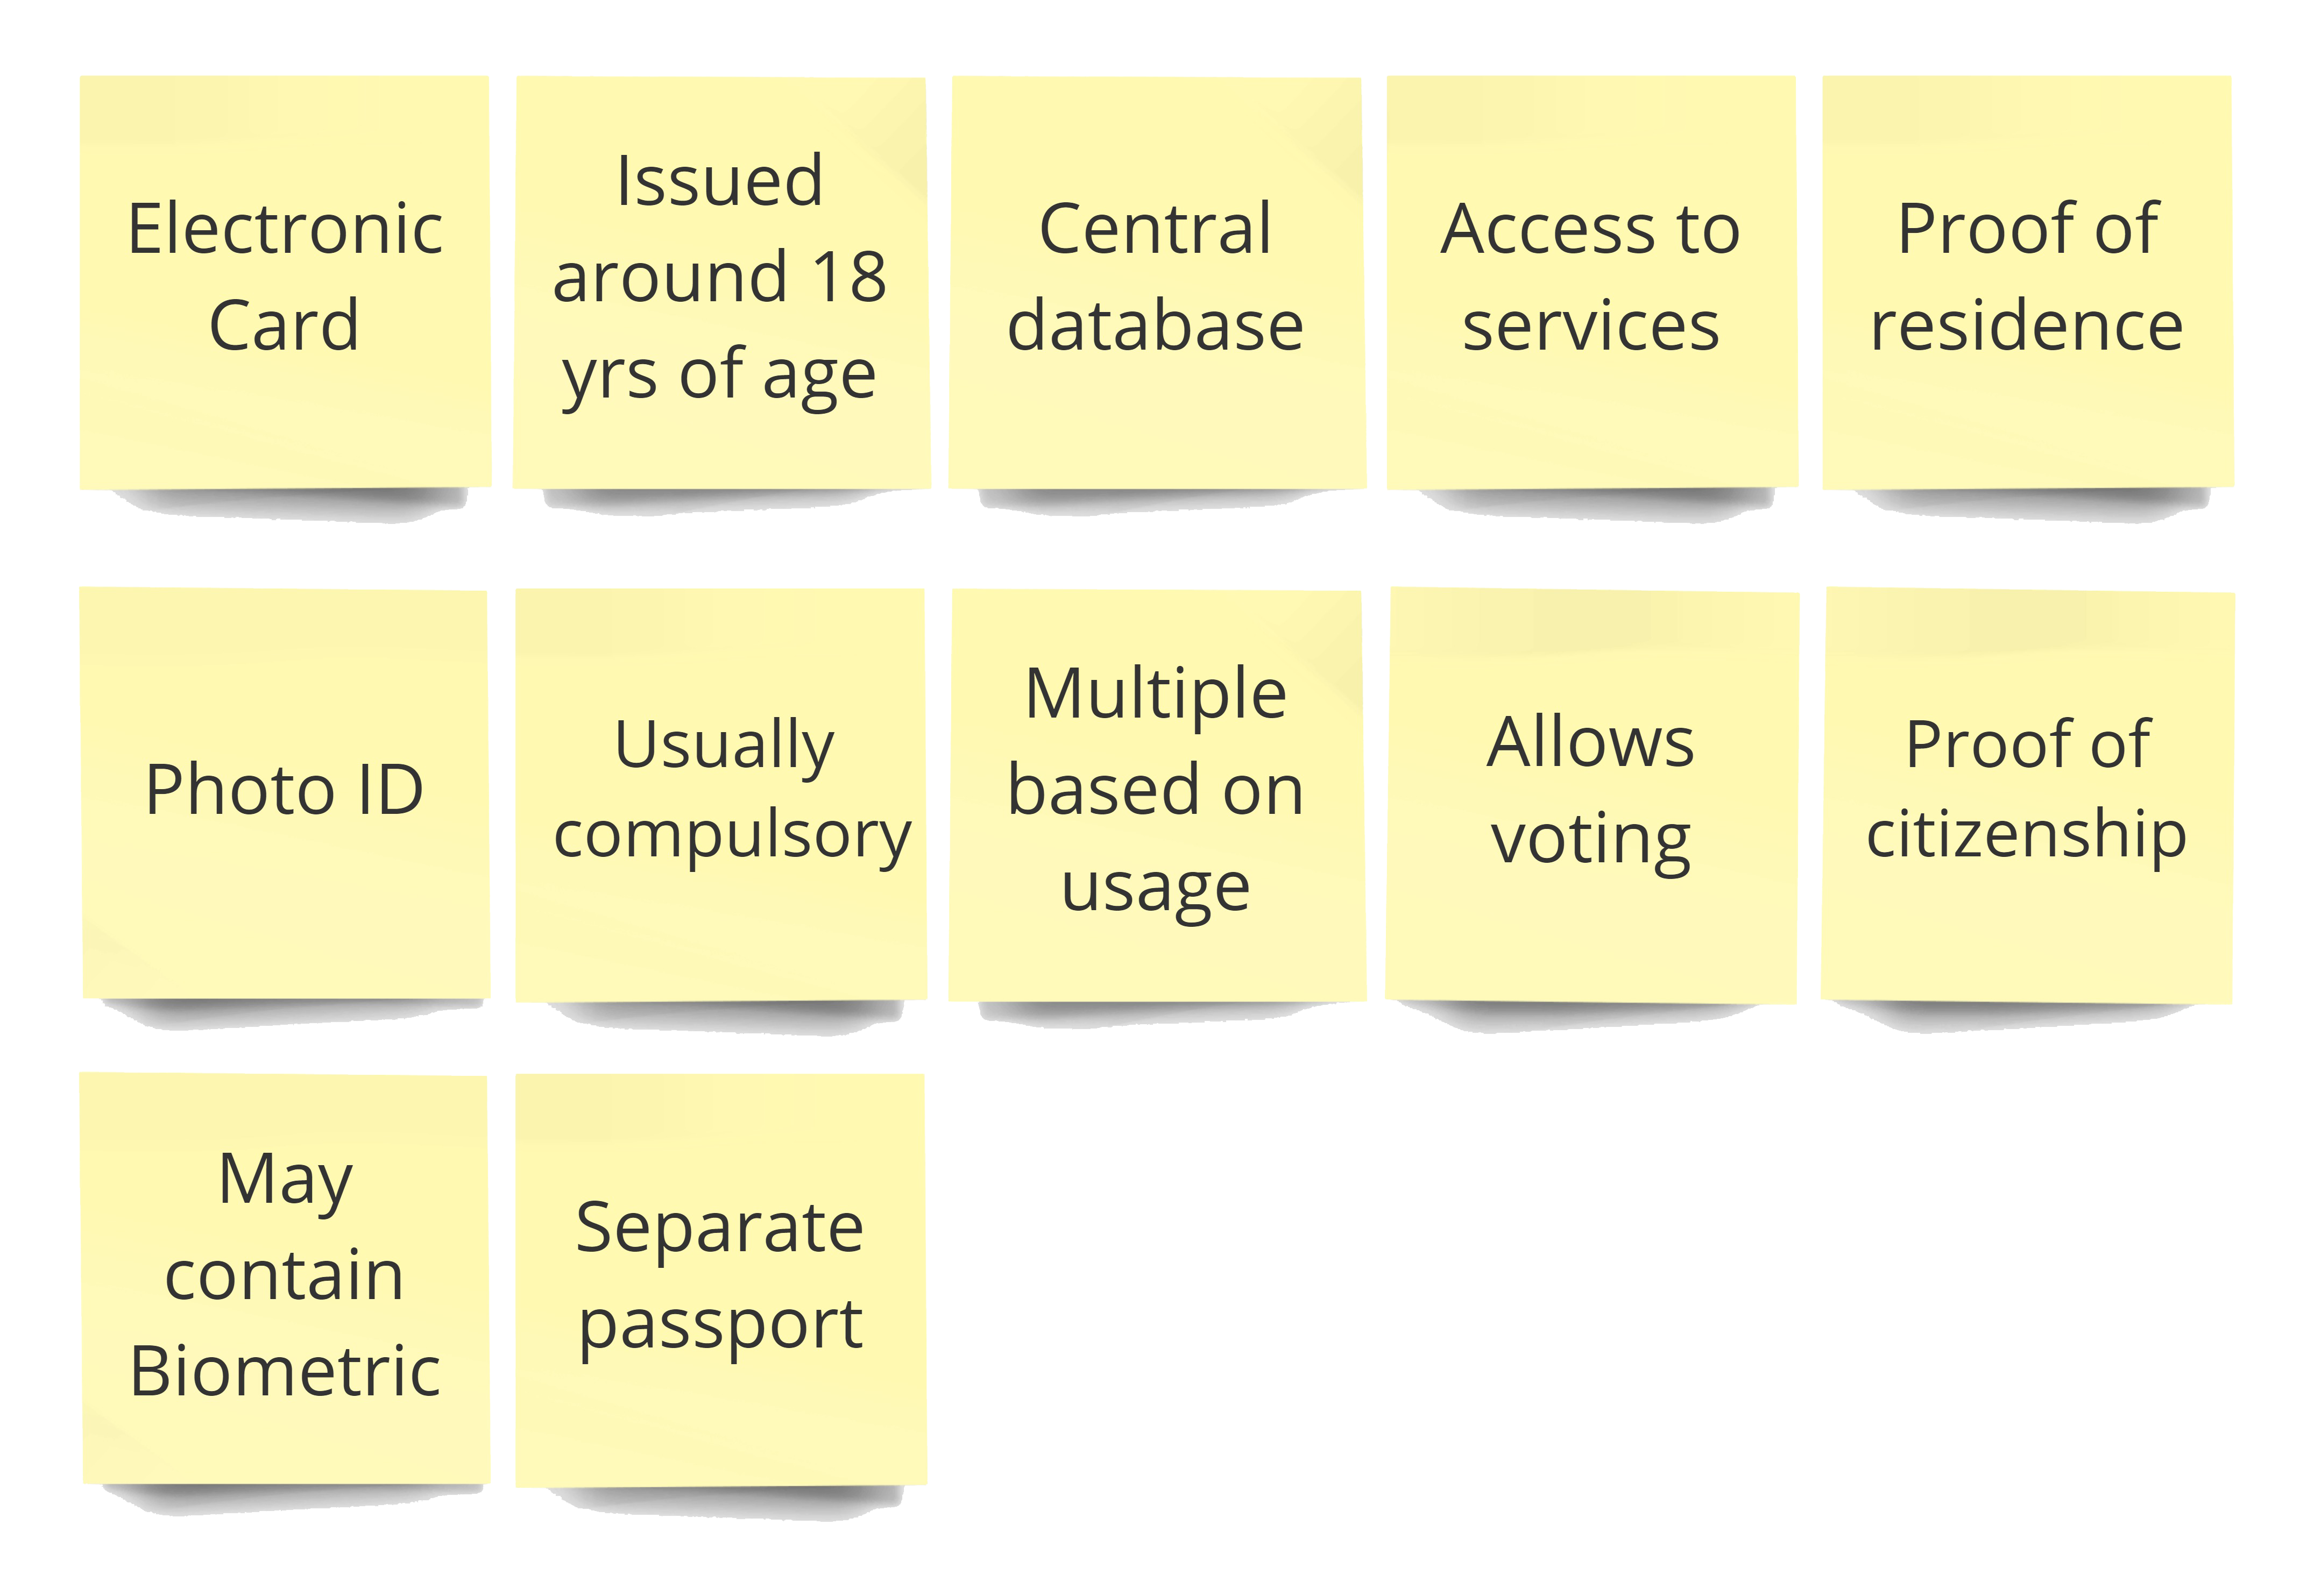 Electronic
Card
Issued
around 18
yrs of age
Central
database
Access to
services
Proof of
residence
Photo ID
Usually
compulsory
Multiple
based on
usage
Allows
voting
Proof of
citizenship
May
contain
Biometric
Separate
passport